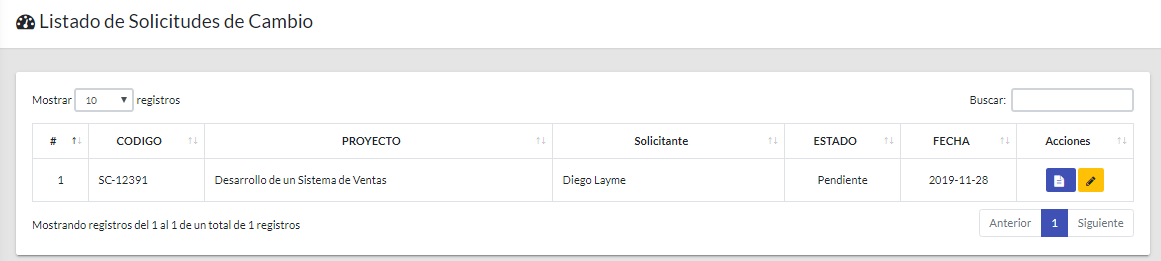 Listado de Solicitudes de Cambio
Mostrar 10 registros Buscar:
# CODIGO PROYECTO Solicitante ESTADO FECHA Acciones
1 SC-12391 Desarrollo de un Sistema de Ventas Diego Layme Pendiente 2019-11-28
Mostrando registros del 1 al 1 de un total de 1 registros Anterior 1 Siguiente